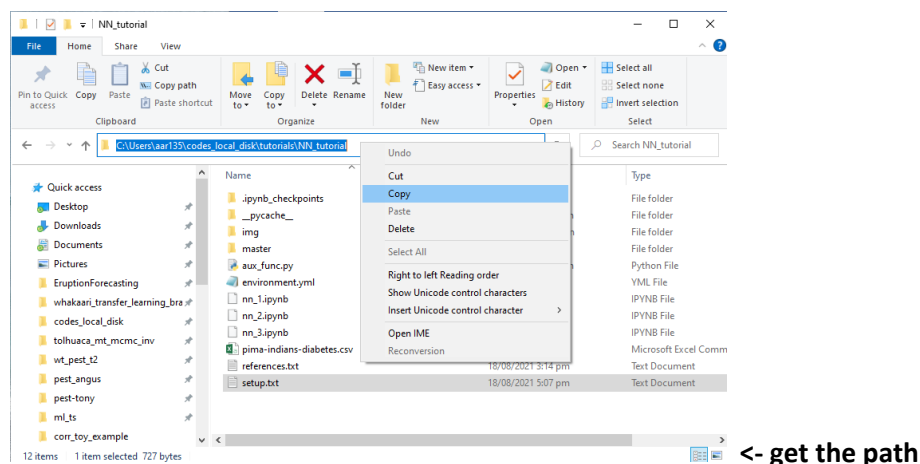 NN_tutorial
File Home Share View
Pin to Quick access
Copy
Paste
Cut
Copy path
Paste shortcut
Move to
Copy to
Delete
Rename
New folder
New item
Easy access
Properties
Open
Edit
History
Select all
Select none
Invert selection
Clipboard Organize New Open Select
C:\Users\aar135\codes_local_disk\tutorials\NN_tutorial
Search NN_tutorial
Quick access
Desktop
Downloads
Documents
Pictures
EruptionForecasting
whakaari_transfer_learning_bra
codes_local_disk
tolhuaca_mt_mcmc_inv
wt_pest_t2
pest_angus
pest-tony
ml_ts
corr_toy_example
Name Type
.ipynb_checkpoints File folder
__pycache__ File folder
img File folder
master File folder
aux_func.py Python File
environment.yml YML File
nn_1.ipynb IPYNB File
nn_2.ipynb IPYNB File
nn_3.ipynb IPYNB File
pima-indians-diabetes.csv Microsoft Excel Comm
references.txt 18/08/2021 3:14 pm Text Document
setup.txt 18/08/2021 5:07 pm Text Document
Undo
Cut
Copy
Paste
Delete
Select All
Right to left Reading order
Show Unicode control characters
Insert Unicode control character
Open IME
Reconversion
12 items 1 item selected 727 bytes
<- get the path